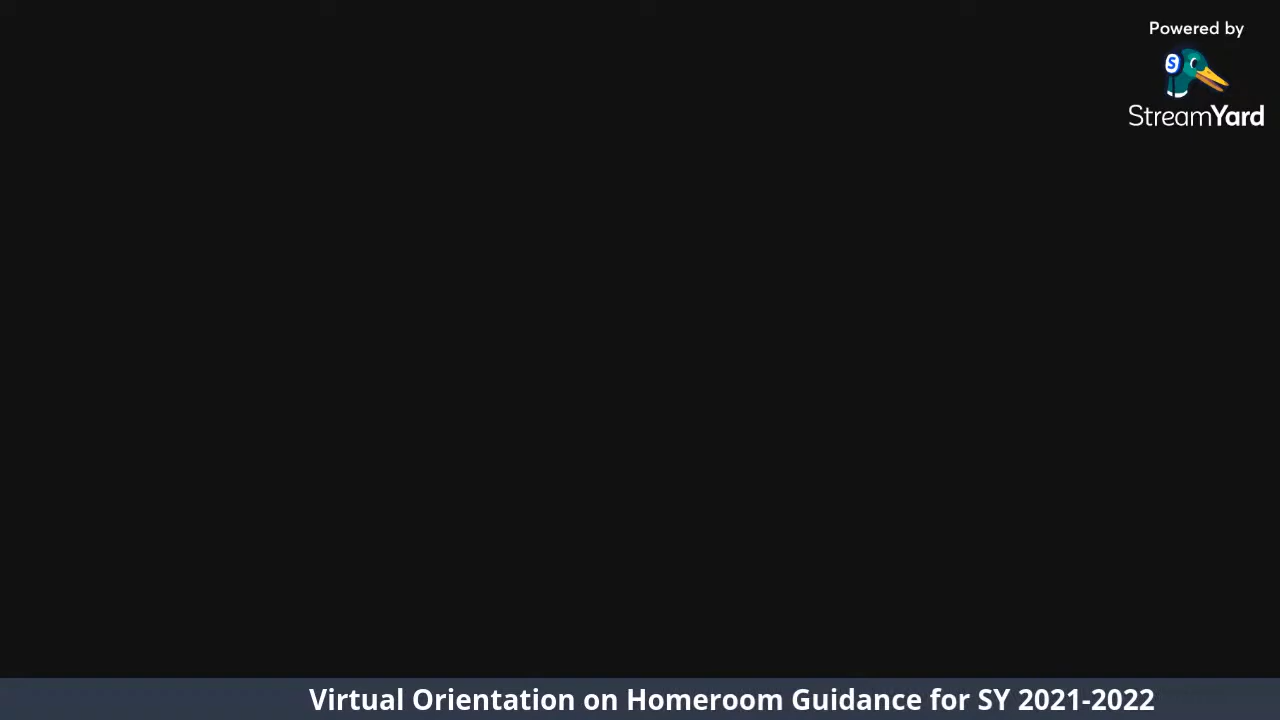 Powered by
S
StreamYard
Virtual Orientation on Homeroom Guidance for SY 2021-2022